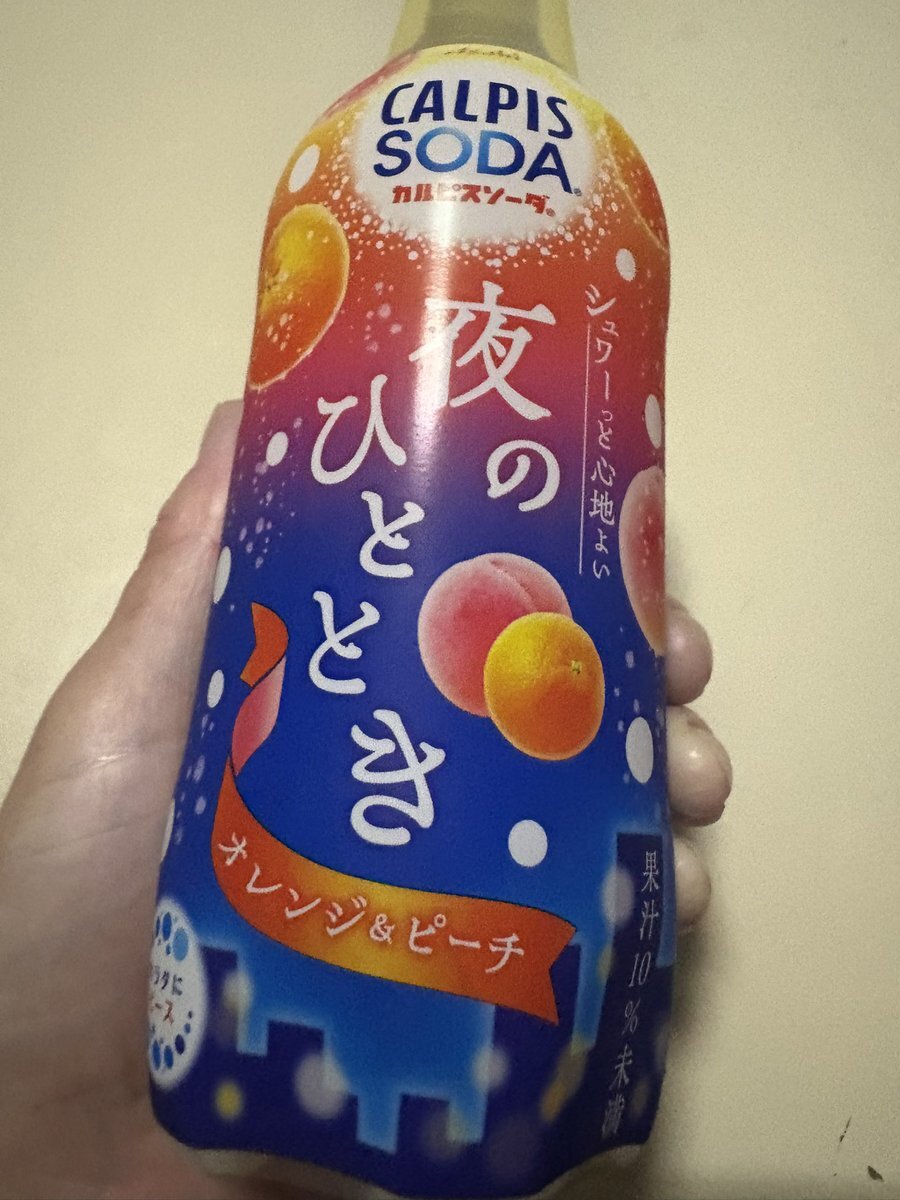 Asahi
CALPIS
SODA
カルピスソーダ
シュワーっと心地よい
夜の
ひととき
オレンジ&ピーチ
果汁10%未満